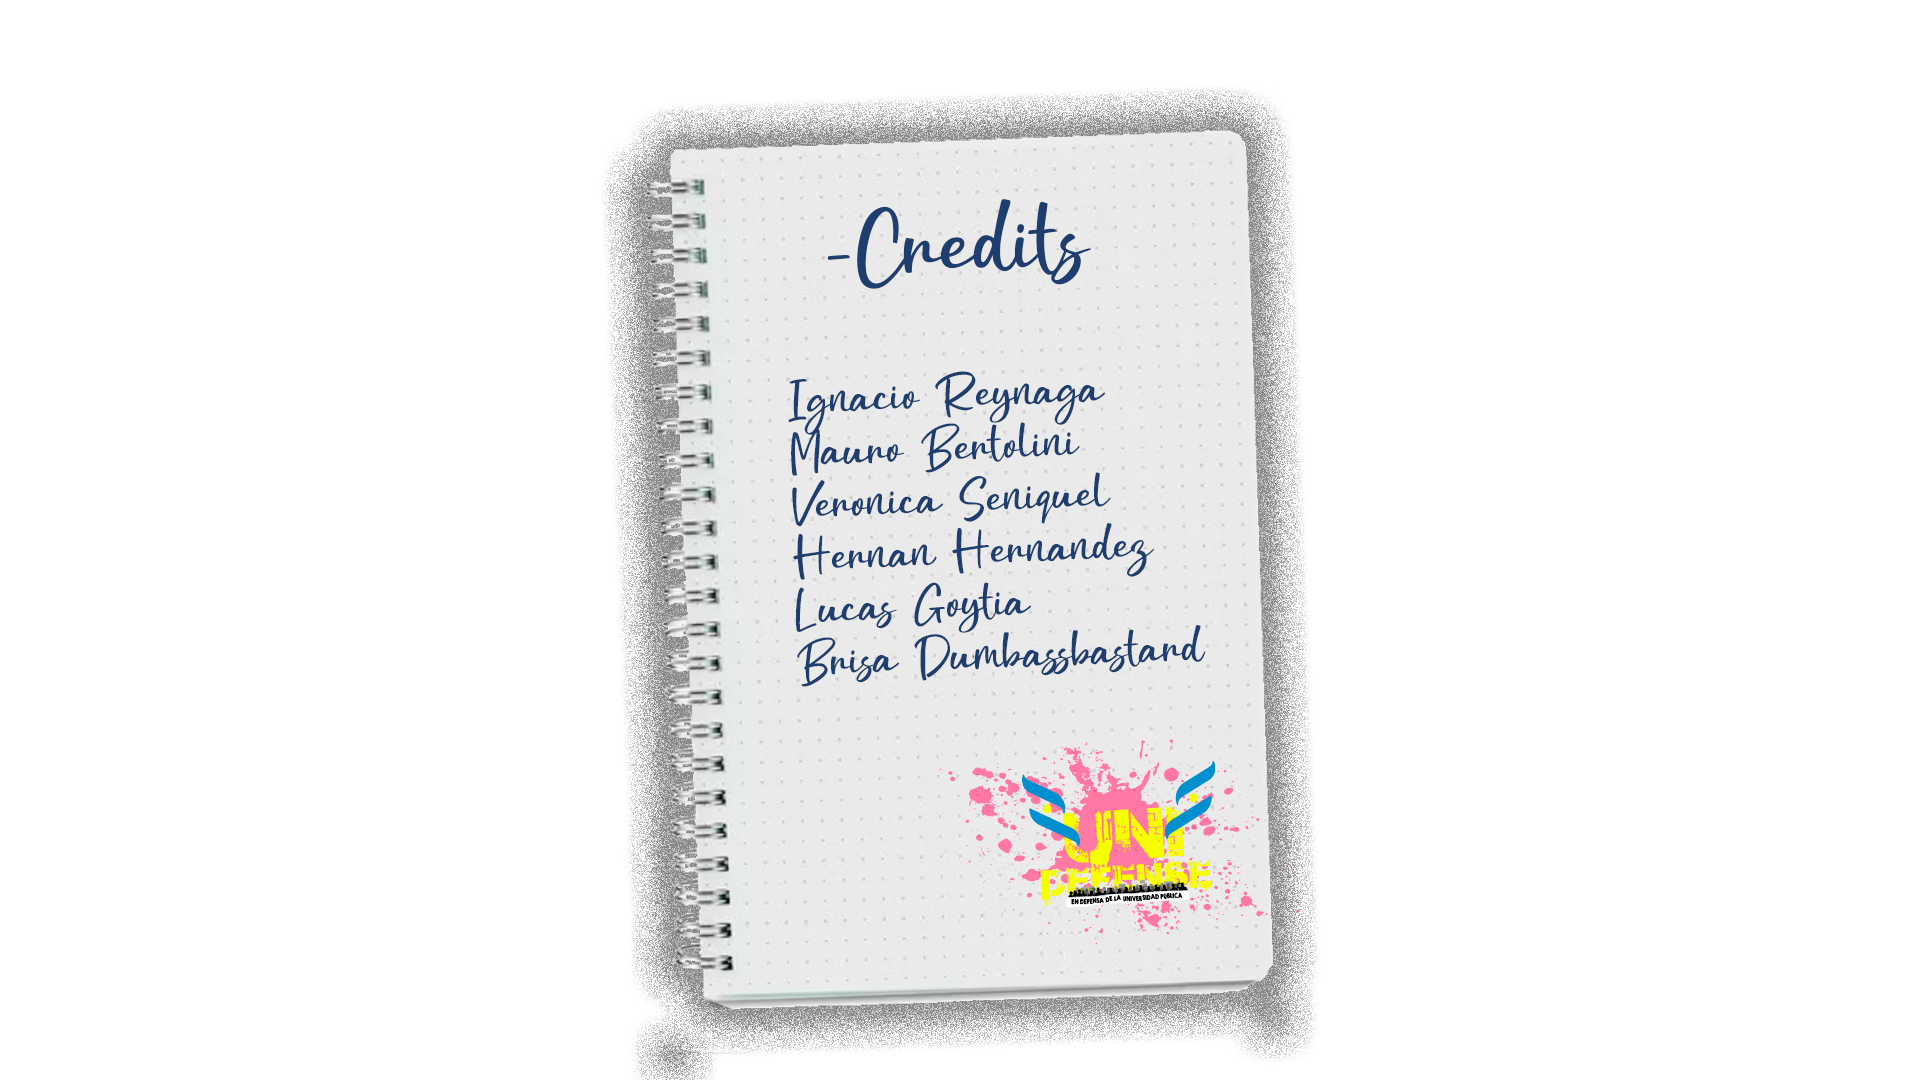 -Credits
Ignacio Reynaga
Mauro Bertolini
Veronica Seniquel
Hernan Hernandez
Lucas Goytia
Brisa Dumbassbastard
UNI
DEFENSE
EN DEFENSA DE LA UNIVERSIDAD PUBLICA